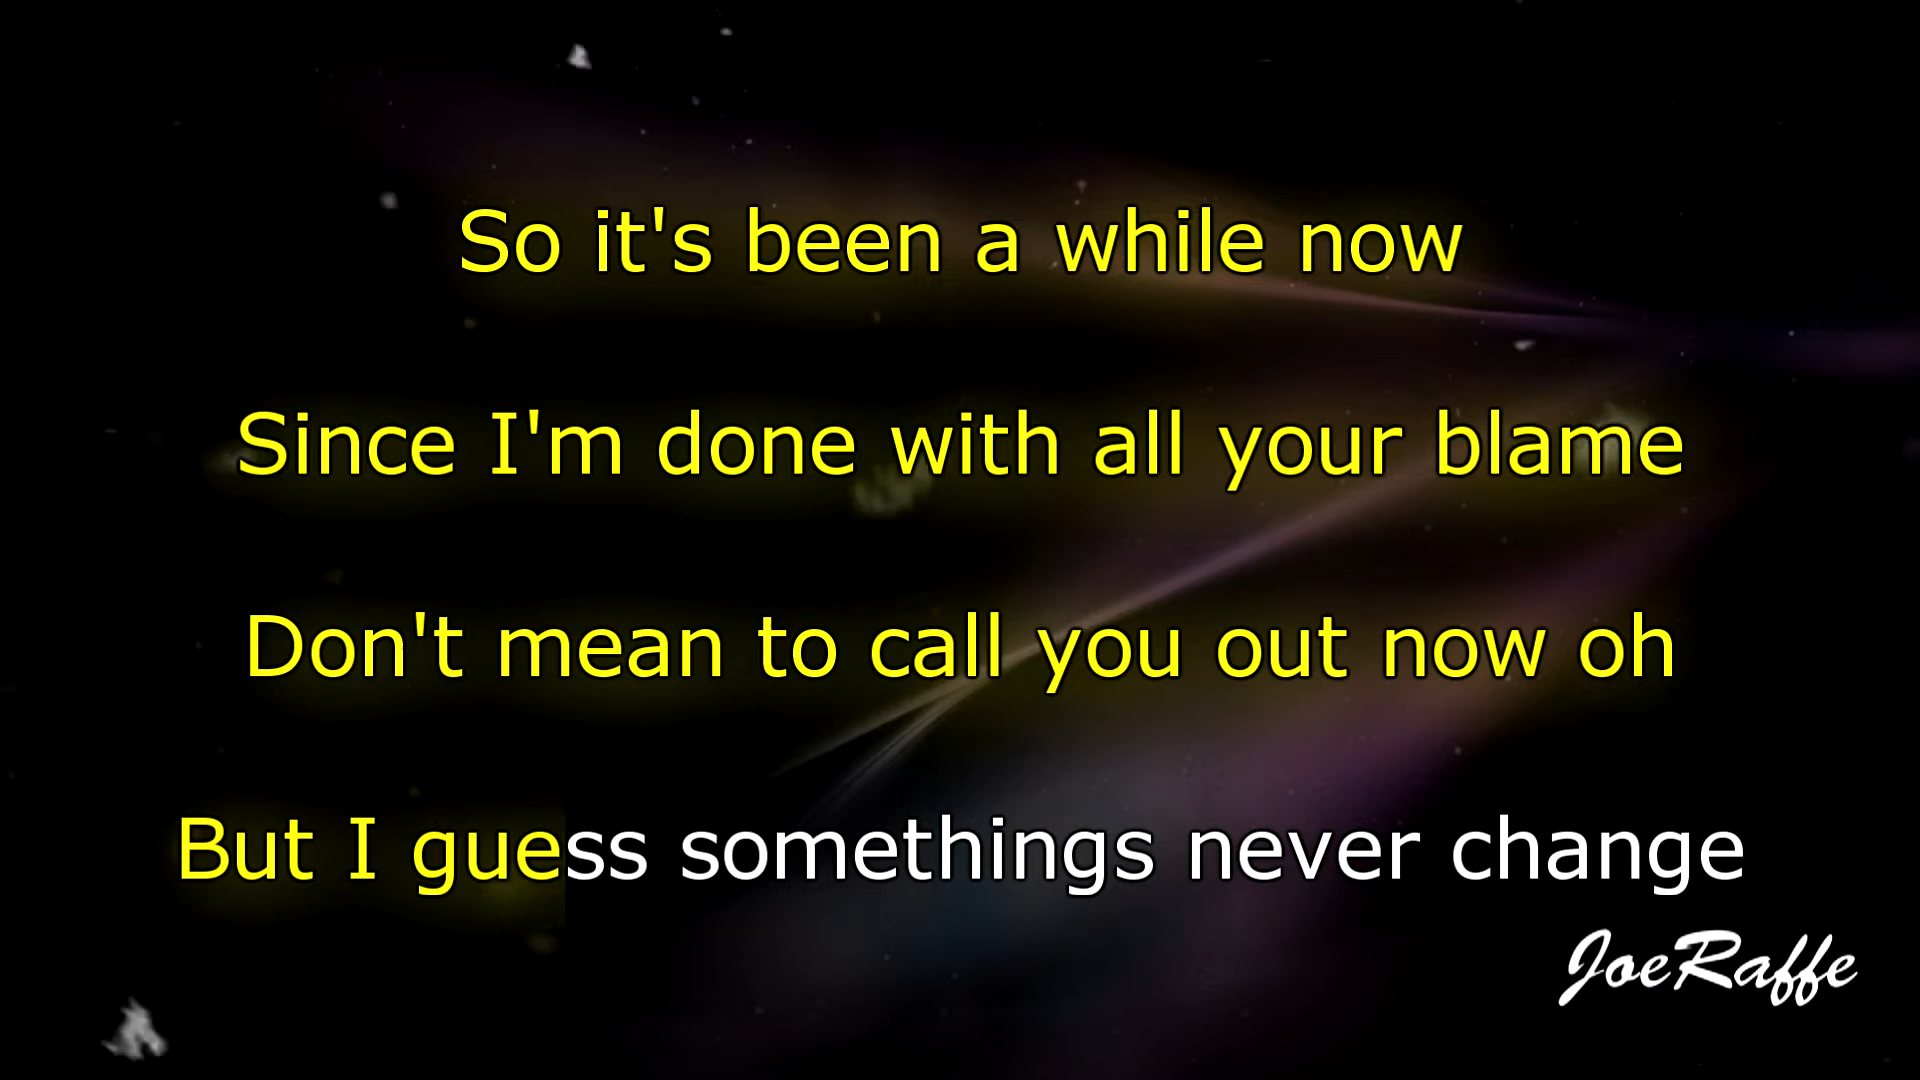 So it's been a while now
Since I'm done with all your blame
Don't mean to call you out now oh
But I guess somethings never change
JoeRaffe